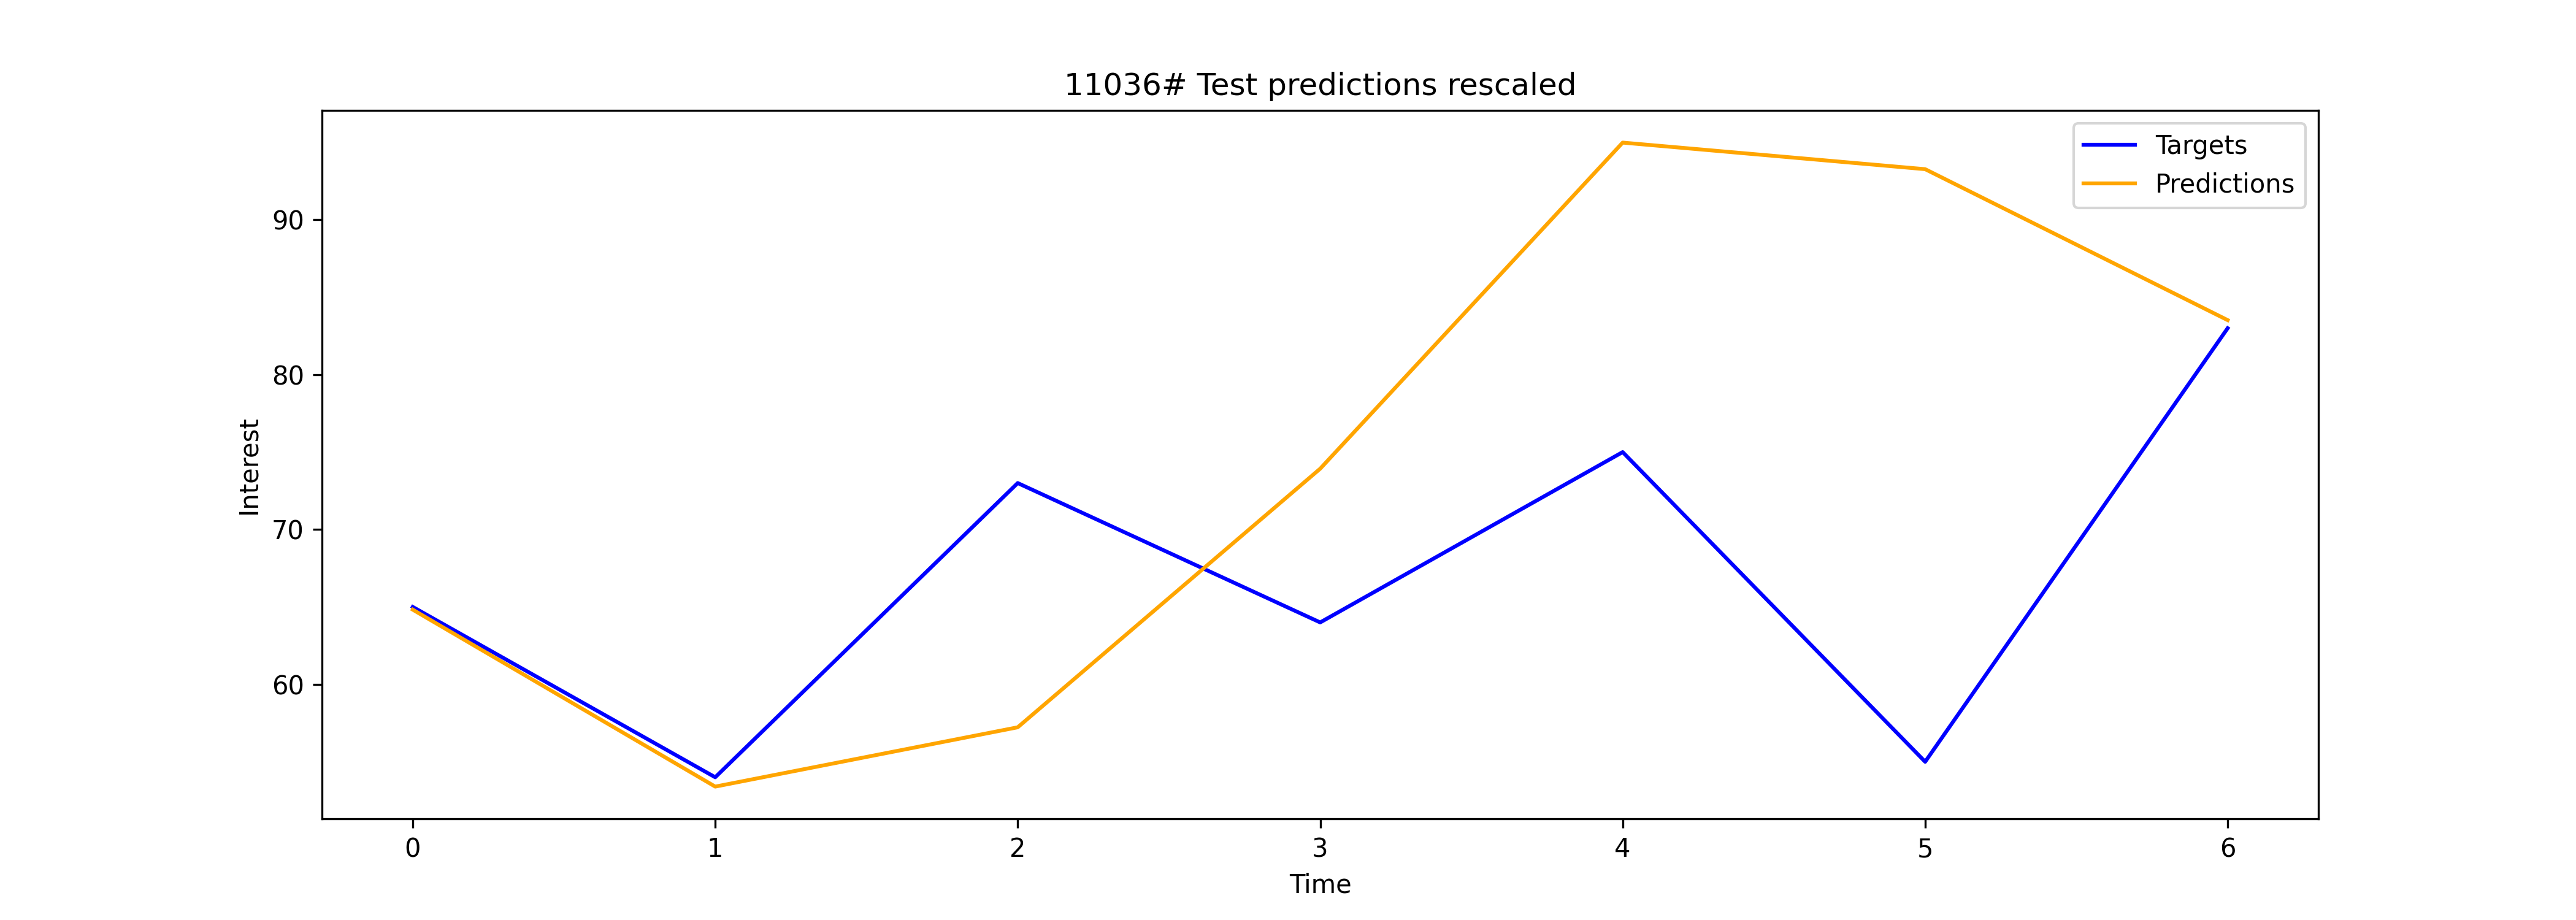 11036# Test predictions rescaled
Targets
Predictions
90
80
70
60
Interest
0 1 2 3 4 5 6
Time